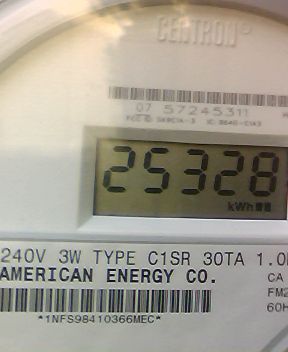 CENTRON®
07 57245311
25328
kWh
240V 3W TYPE C1SR 30TA 1.0
AMERICAN ENERGY CO.
CA
FM2
60H
*1NFS98410366MEC*